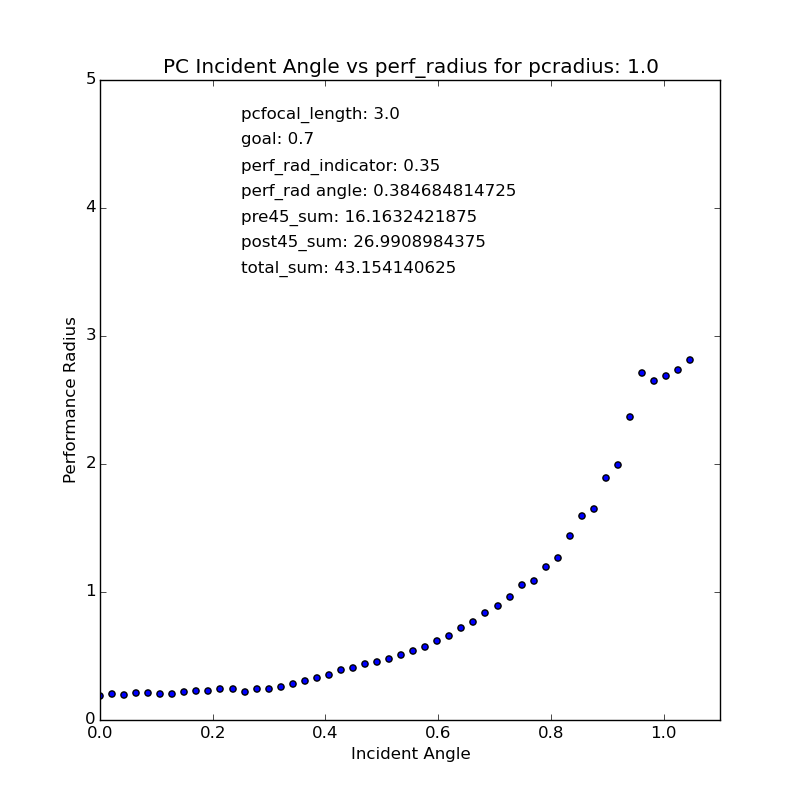 PC Incident Angle vs perf_radius for pcradius: 1.0
5
pcfocal_length: 3.0
goal: 0.7
perf_rad_indicator: 0.35
perf_rad angle: 0.384684814725
pre45_sum: 16.1632421875
post45_sum: 26.9908984375
total_sum: 43.154140625
4
3
2
1
0
Performance Radius
0.0 0.2 0.4 0.6 0.8 1.0
Incident Angle